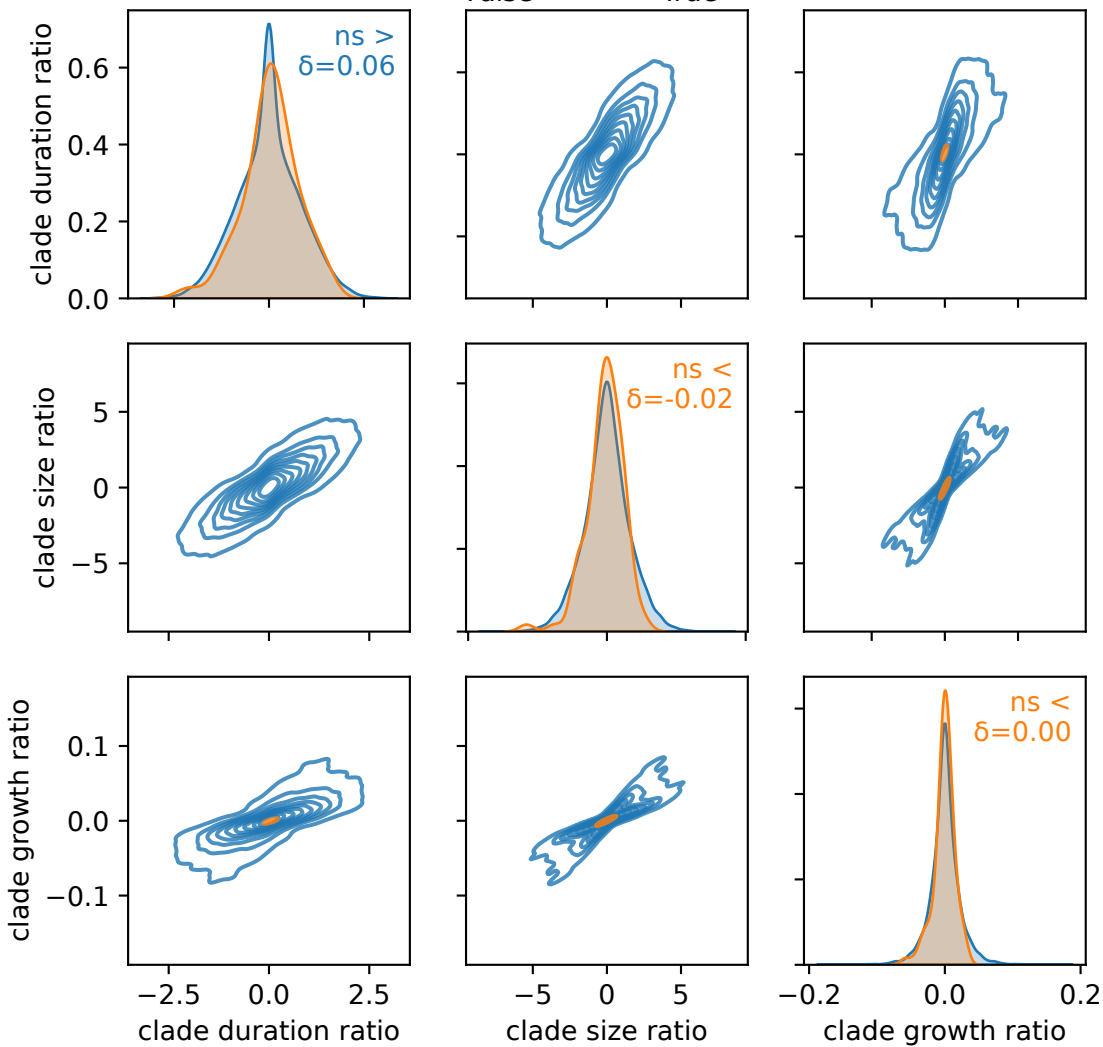 clade duration ratio
0.6
0.4
0.2
0.0
ns >
δ=0.06
clade size ratio
5
0
−5
ns <
δ=-0.02
clade growth ratio
0.1
0.0
−0.1
ns <
δ=0.00
−2.5
0.0
2.5
−5
0
5
−0.2
0.0
0.2
clade duration ratio
clade size ratio
clade growth ratio